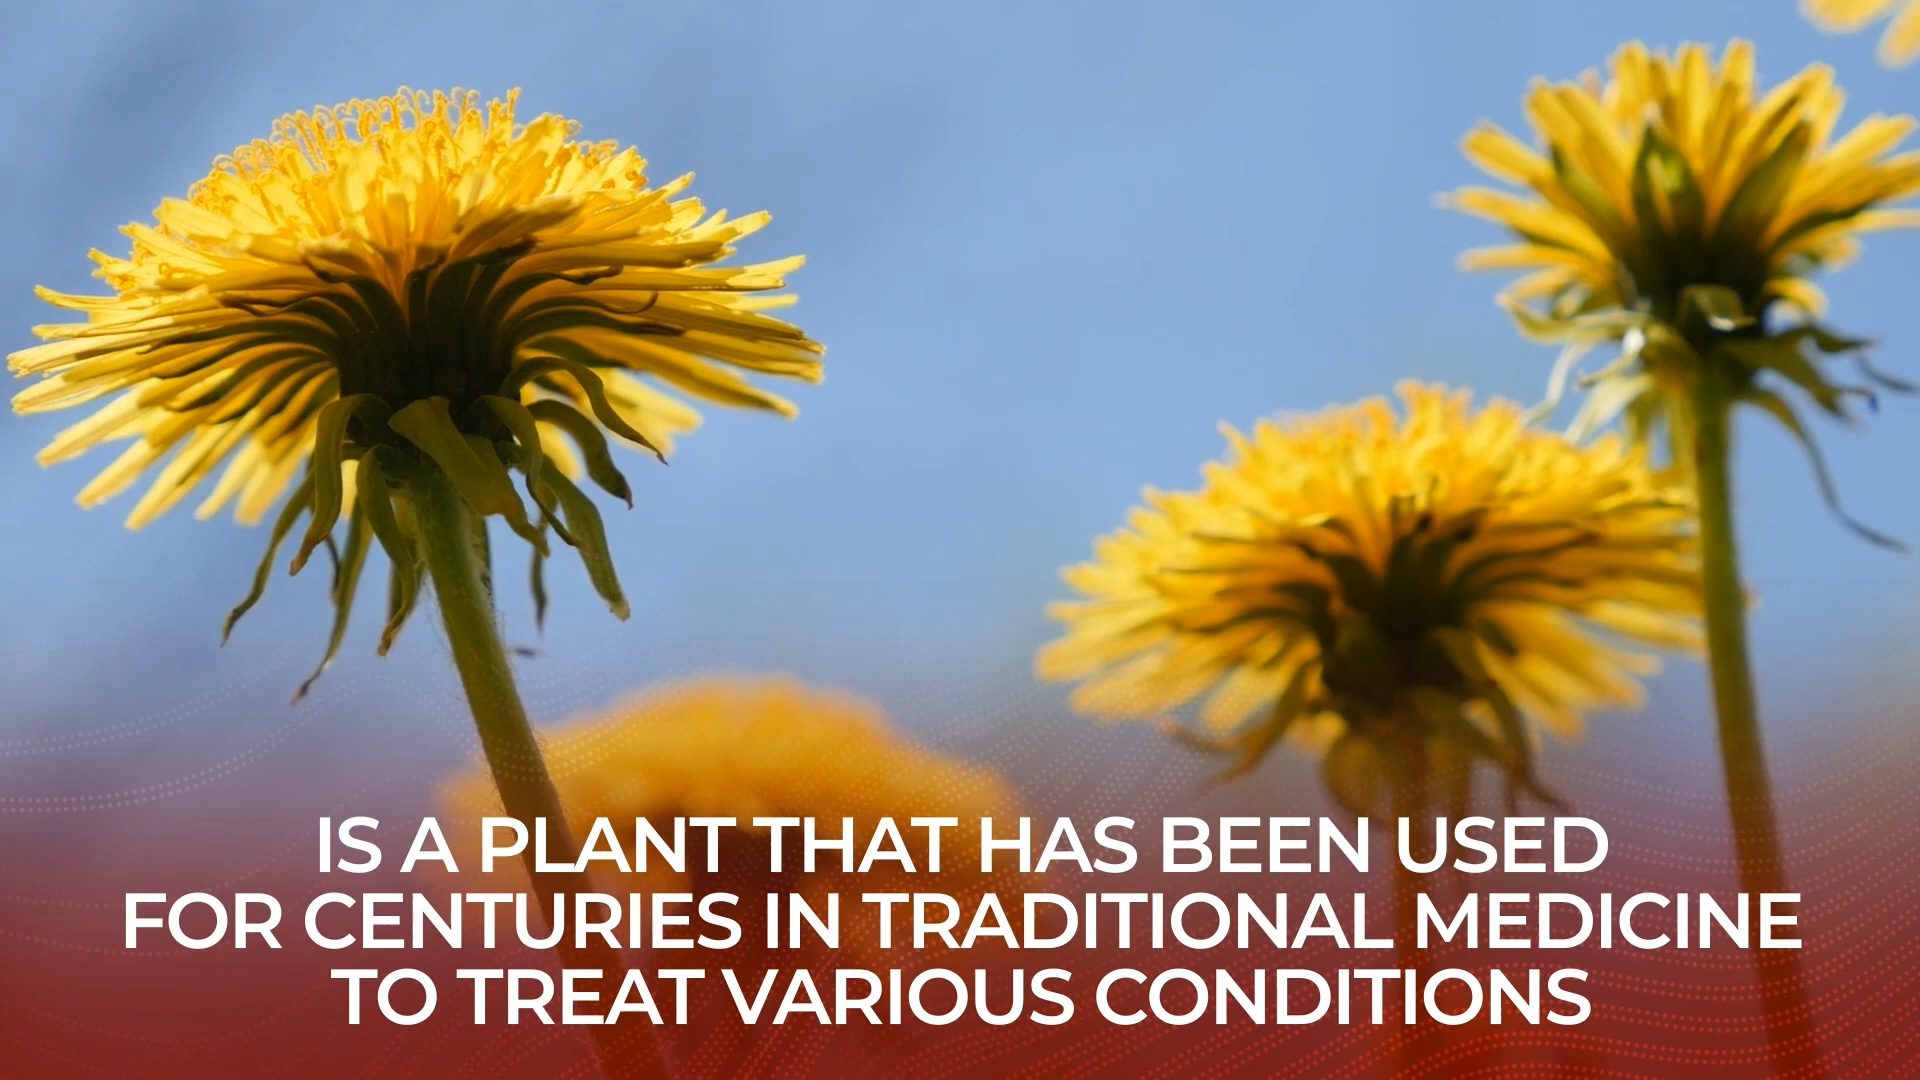 IS A PLANT THAT HAS BEEN USED
FOR CENTURIES IN TRADITIONAL MEDICINE
TO TREAT VARIOUS CONDITIONS